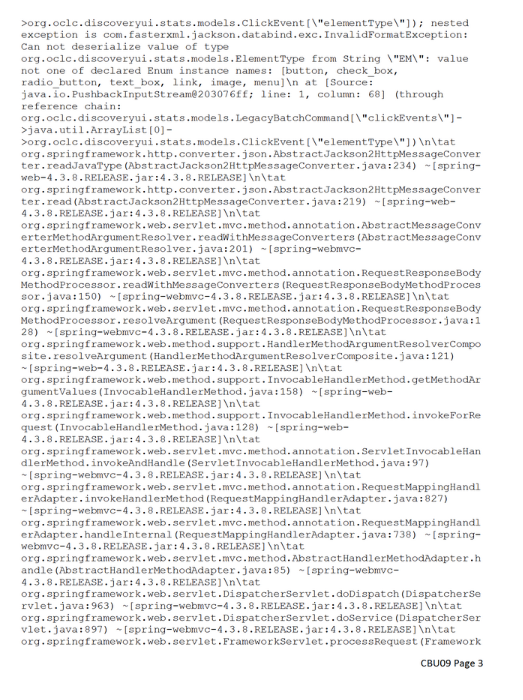 >org.oclc.discoveryui.stats.models.ClickEvent[\"elementType\"]); nested
exception is com.fasterxml.jackson.databind.exc.InvalidFormatException:
Can not deserialize value of type
org.oclc.discoveryui.stats.models.ElementType from String \"EM\": value
not one of declared Enum instance names: [button, check_box,
radio_button, text_box, link, image, menu]\n at [Source:
java.io.PushbackInputStream@203076ff; line: 1, column: 68] (through
reference chain:
org.oclc.discoveryui.stats.models.LegacyBatchCommand[\"clickEvents\"]-
>java.util.ArrayList[0]-
>org.oclc.discoveryui.stats.models.ClickEvent[\"elementType\"])\n\tat
org.springframework.http.converter.json.AbstractJackson2HttpMessageConver
ter.readJavaType(AbstractJackson2HttpMessageConverter.java:234) ~[spring-
web-4.3.8.RELEASE.jar:4.3.8.RELEASE]\n\tat
org.springframework.http.converter.json.AbstractJackson2HttpMessageConver
ter.read(AbstractJackson2HttpMessageConverter.java:219) ~[spring-web-
4.3.8.RELEASE.jar:4.3.8.RELEASE]\n\tat
org.springframework.web.servlet.mvc.method.annotation.AbstractMessageConv
erterMethodArgumentResolver.readWithMessageConverters(AbstractMessageConv
erterMethodArgumentResolver.java:201) ~[spring-webmvc-
4.3.8.RELEASE.jar:4.3.8.RELEASE]\n\tat
org.springframework.web.servlet.mvc.method.annotation.RequestResponseBody
MethodProcessor.readWithMessageConverters(RequestResponseBodyMethodProces
sor.java:150) ~[spring-webmvc-4.3.8.RELEASE.jar:4.3.8.RELEASE]\n\tat
org.springframework.web.servlet.mvc.method.annotation.RequestResponseBody
MethodProcessor.resolveArgument(RequestResponseBodyMethodProcessor.java:1
28) ~[spring-webmvc-4.3.8.RELEASE.jar:4.3.8.RELEASE]\n\tat
org.springframework.web.method.support.HandlerMethodArgumentResolverCompo
site.resolveArgument(HandlerMethodArgumentResolverComposite.java:121)
~[spring-web-4.3.8.RELEASE.jar:4.3.8.RELEASE]\n\tat
org.springframework.web.method.support.InvocableHandlerMethod.getMethodAr
gumentValues(InvocableHandlerMethod.java:158) ~[spring-web-
4.3.8.RELEASE.jar:4.3.8.RELEASE]\n\tat
org.springframework.web.method.support.InvocableHandlerMethod.invokeForRe
quest(InvocableHandlerMethod.java:128) ~[spring-web-
4.3.8.RELEASE.jar:4.3.8.RELEASE]\n\tat
org.springframework.web.servlet.mvc.method.annotation.ServletInvocableHan
dlerMethod.invokeAndHandle(ServletInvocableHandlerMethod.java:97)
~[spring-webmvc-4.3.8.RELEASE.jar:4.3.8.RELEASE]\n\tat
org.springframework.web.servlet.mvc.method.annotation.RequestMappingHandl
erAdapter.invokeHandlerMethod(RequestMappingHandlerAdapter.java:827)
~[spring-webmvc-4.3.8.RELEASE.jar:4.3.8.RELEASE]\n\tat
org.springframework.web.servlet.mvc.method.annotation.RequestMappingHandl
erAdapter.handleInternal(RequestMappingHandlerAdapter.java:738) ~[spring-
webmvc-4.3.8.RELEASE.jar:4.3.8.RELEASE]\n\tat
org.springframework.web.servlet.mvc.method.AbstractHandlerMethodAdapter.h
andle(AbstractHandlerMethodAdapter.java:85) ~[spring-webmvc-
4.3.8.RELEASE.jar:4.3.8.RELEASE]\n\tat
org.springframework.web.servlet.DispatcherServlet.doDispatch(DispatcherSe
rvlet.java:963) ~[spring-webmvc-4.3.8.RELEASE.jar:4.3.8.RELEASE]\n\tat
org.springframework.web.servlet.DispatcherServlet.doService(DispatcherSer
vlet.java:897) ~[spring-webmvc-4.3.8.RELEASE.jar:4.3.8.RELEASE]\n\tat
org.springframework.web.servlet.FrameworkServlet.processRequest(Framework
CBU09 Page 3